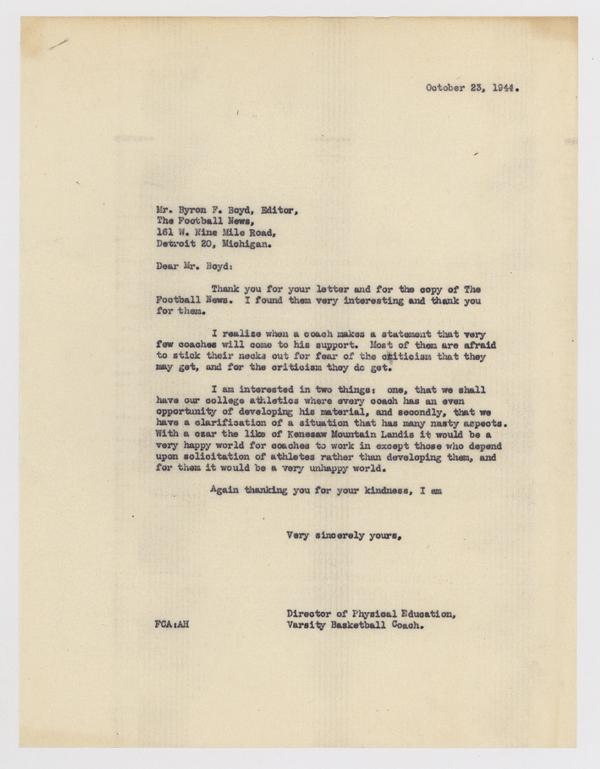 October 23, 1944.
Mr. Byron F. Boyd, Editor,
The Football News,
161 W. Nine Mile Road,
Detroit 20, Michigan.
Dear Mr. Boyd:
Thank you for your letter and for the copy of The
Football News. I found them very interesting and thank you
for them.
I realize when a coach makes a statement that very
few coaches will come to his support. Most of them are afraid
to stick their necks out for fear of the criticism that they
may get, and for the criticism they do get.
I am interested in two things: one, that we shall
have our college athletics where every coach has an even
opportunity of developing his material, and secondly, that we
have a clarification of a situation that has many nasty aspects.
With a czar the like of Kenesaw Mountain Landis it would be a
very happy world for coaches to work in except those who depend
upon solicitation of athletes rather than developing them, and
for them it would be a very unhappy world.
Again thanking you for your kindness, I am
Very sincerely yours,
Director of Physical Education,
FCA:AH Varsity Basketball Coach.